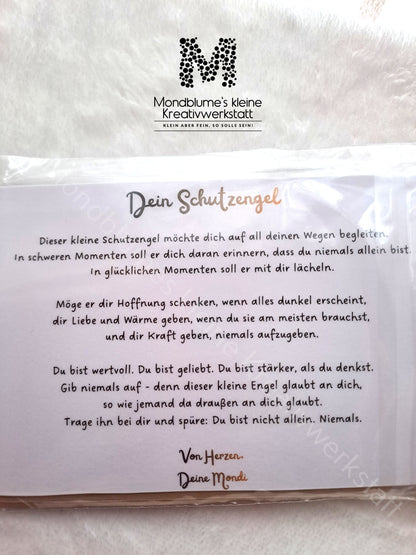 M
Mondblume's kleine
Kreativwerkstatt
KLEIN ABER FEIN, SO SOLLS SEIN!
Dein Schutzengel
Dieser kleine Schutzengel möchte dich auf all deinen Wegen begleiten.
In schweren Momenten soll er dich daran erinnern, dass du niemals allein bist.
In glücklichen Momenten soll er mit dir lächeln.
Möge er dir Hoffnung schenken, wenn alles dunkel erscheint,
dir Liebe und Wärme geben, wenn du sie am meisten brauchst,
und dir Kraft geben, niemals aufzugeben.
Du bist wertvoll. Du bist geliebt. Du bist stärker, als du denkst.
Gib niemals auf - denn dieser kleine Engel glaubt an dich,
so wie jemand da draußen an dich glaubt.
Trage ihn bei dir und spüre: Du bist nicht allein. Niemals.
Von Herzen,
Deine Mondi
Mondblume's kleine Kreativwerkstatt